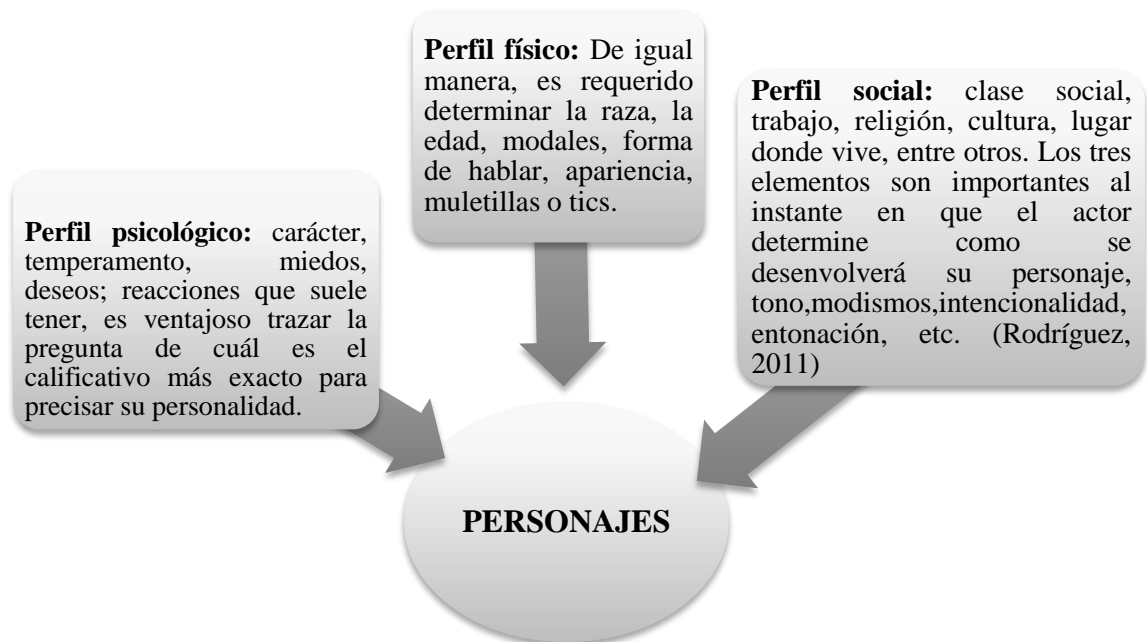 Perfil psicológico: carácter,
temperamento, miedos,
deseos; reacciones que suele
tener, es ventajoso trazar la
pregunta de cuál es el
calificativo más exacto para
precisar su personalidad.
Perfil físico: De igual
manera, es requerido
determinar la raza, la
edad, modales, forma
de hablar, apariencia,
muletillas o tics.
Perfil social: clase social,
trabajo, religión, cultura, lugar
donde vive, entre otros. Los tres
elementos son importantes al
instante en que el actor
determine como se
desenvolverá su personaje,
tono,modismos,intencionalidad,
entonación, etc. (Rodríguez,
2011)
PERSONAJES